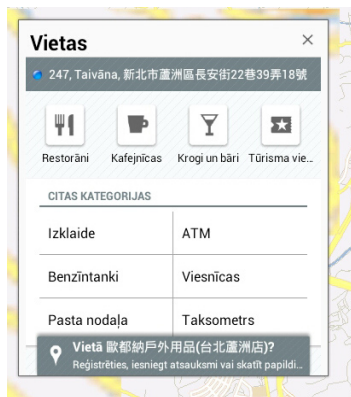 Vietas
247, Taivāna, 新北市蘆洲區長安街22巷39弄18號
Restorāni Kafejnīcas Krogi un bāri Tūrisma vie...
CITAS KATEGORIJAS
Izklaide ATM
Benzīntanki Viesnīcas
Pasta nodaļa Taksometrs
Vietā 歐都納戶外用品(台北蘆洲店)?
Reģistrēties, iesniegt atsauksmi vai skatīt papildi...